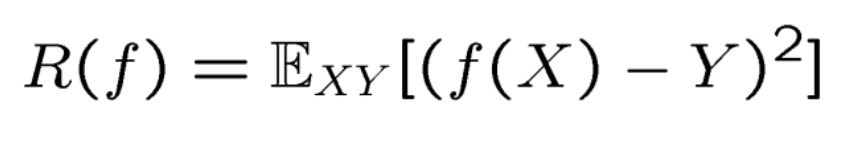 R(f) = 𝔼_{XY}[(f(X) − Y)²]